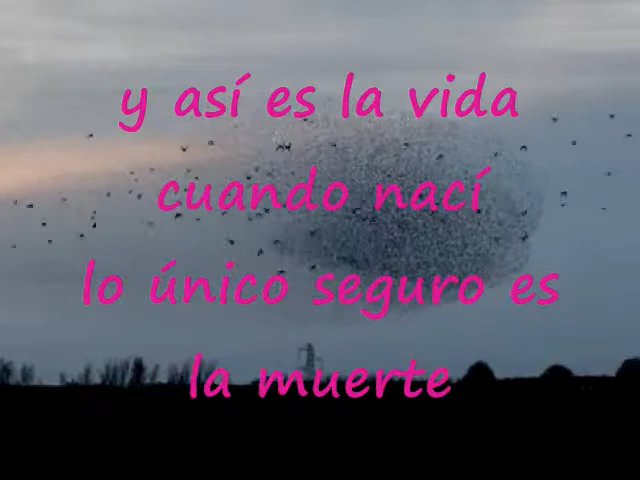 y así es la vida
cuando nací
lo único seguro es
la muerte